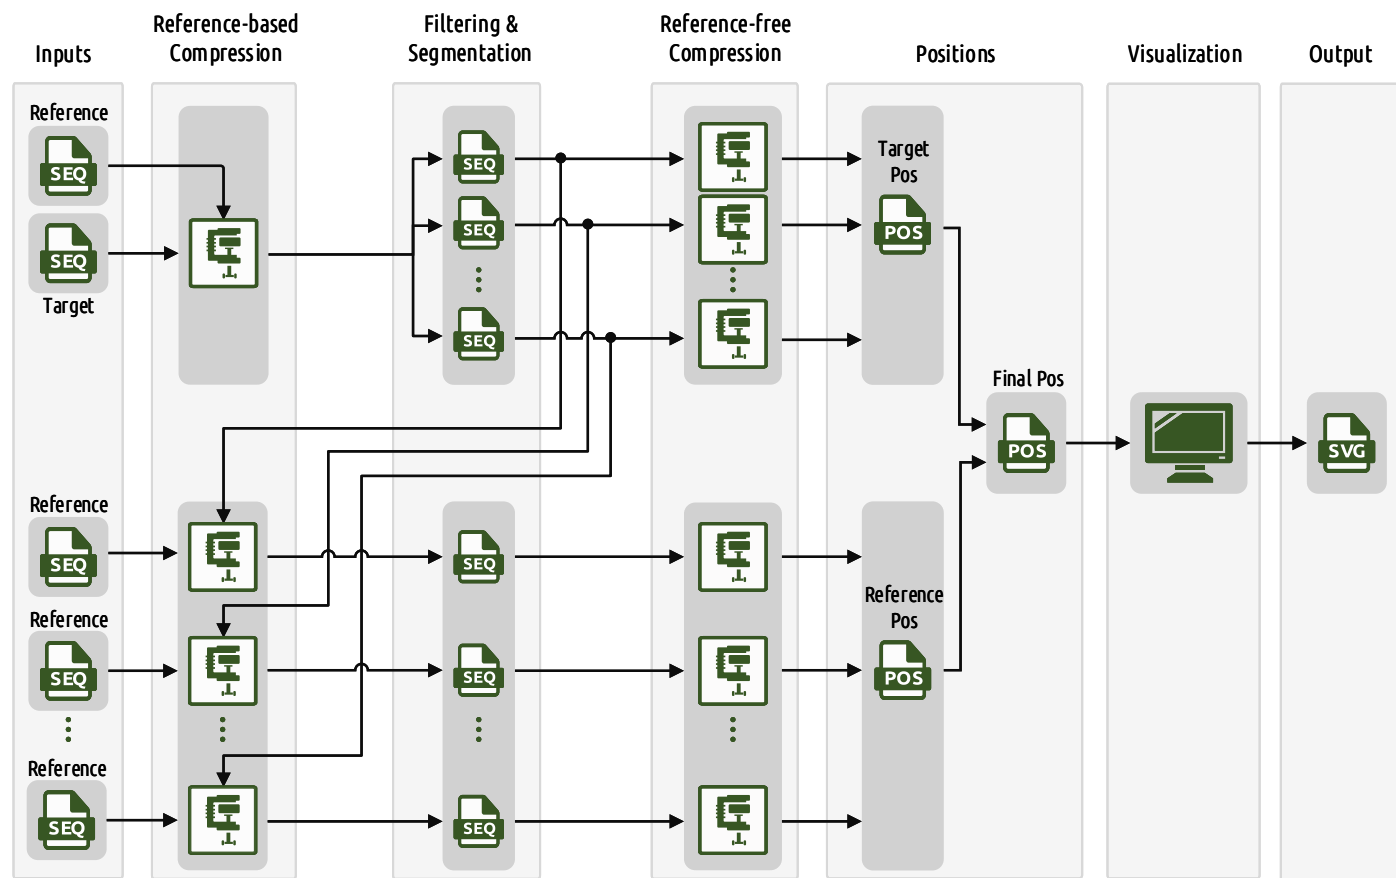 Inputs
Reference-based
Compression
Filtering &
Segmentation
Reference-free
Compression
Positions
Visualization
Output
Reference
SEQ
SEQ
Target
SEQ
SEQ
SEQ
Target
Pos
POS
Final Pos
POS
SVG
Reference
SEQ
SEQ
Reference
SEQ
SEQ
Reference
Pos
POS
Reference
SEQ
SEQ